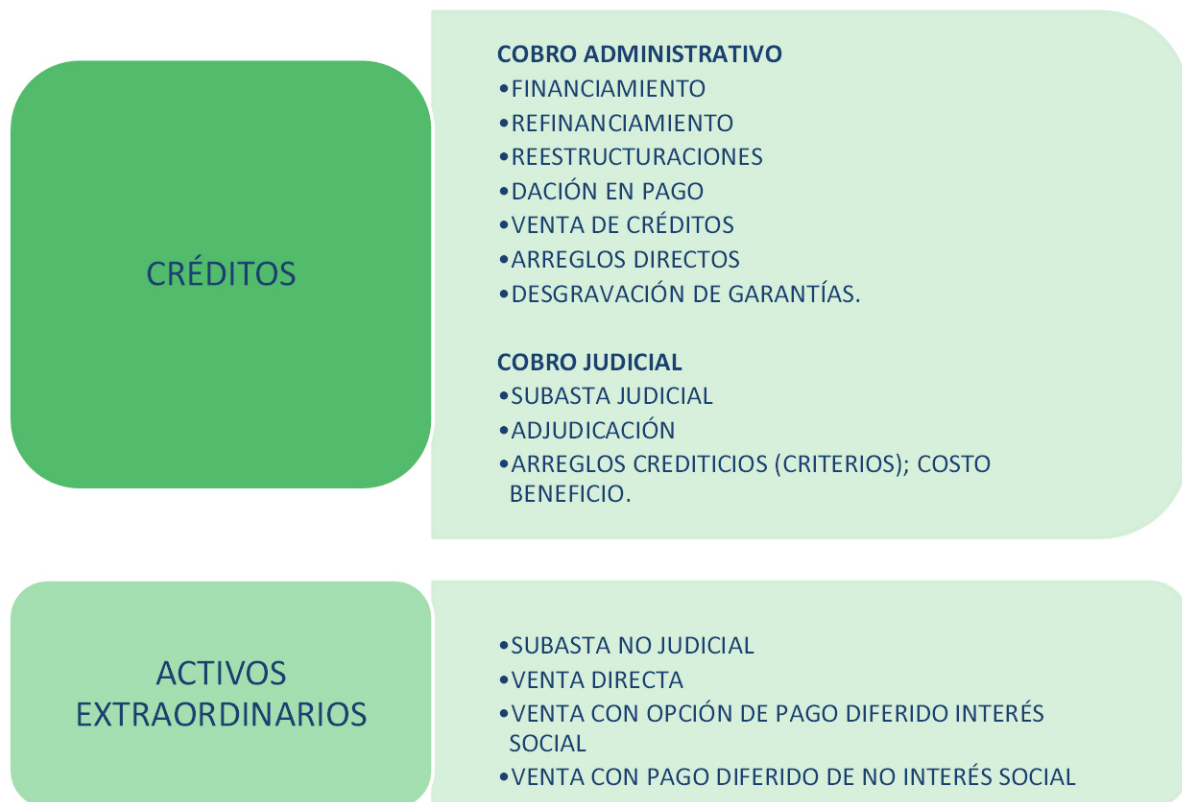 CRÉDITOS
COBRO ADMINISTRATIVO
•FINANCIAMIENTO
•REFINANCIAMIENTO
•REESTRUCTURACIONES
•DACIÓN EN PAGO
•VENTA DE CRÉDITOS
•ARREGLOS DIRECTOS
•DESGRAVACIÓN DE GARANTÍAS.
COBRO JUDICIAL
•SUBASTA JUDICIAL
•ADJUDICACIÓN
•ARREGLOS CREDITICIOS (CRITERIOS); COSTO
BENEFICIO.
ACTIVOS
EXTRAORDINARIOS
•SUBASTA NO JUDICIAL
•VENTA DIRECTA
•VENTA CON OPCIÓN DE PAGO DIFERIDO INTERÉS
SOCIAL
•VENTA CON PAGO DIFERIDO DE NO INTERÉS SOCIAL